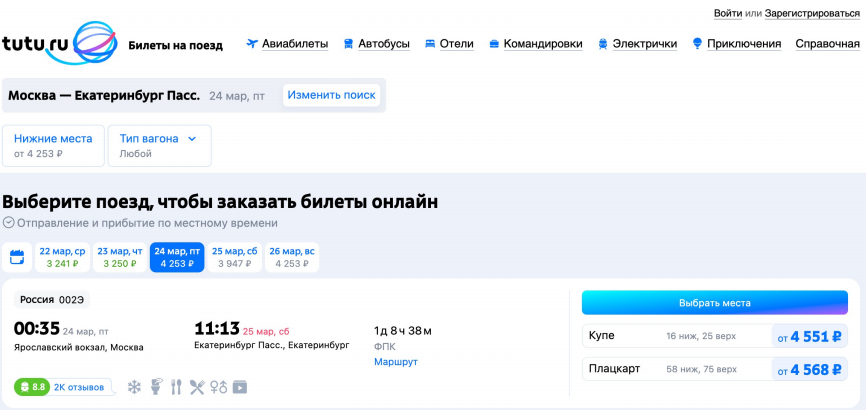 Войти или Зарегистрироваться
tutu.ru Билеты на поезд Авиабилеты Автобусы Отели Командировки Электрички Приключения Справочная
Москва — Екатеринбург Пасс. 24 мар, пт Изменить поиск
Нижние места Тип вагона
от 4 253 ₽ Любой
Выберите поезд, чтобы заказать билеты онлайн
Отправление и прибытие по местному времени
22 мар, ср 23 мар, чт 24 мар, пт 25 мар, сб 26 мар, вс
3 241 ₽ 3 250 ₽ 4 253 ₽ 3 947 ₽ 4 253 ₽
Россия 002Э
Выбрать места
00:35 24 мар, пт 11:13 25 мар, сб 1 д 8 ч 38 м
Ярославский вокзал, Москва Екатеринбург Пасс., Екатеринбург ФПК
Маршрут
Купе 16 ниж, 25 верх от 4 551 ₽
Плацкарт 58 ниж, 75 верх от 4 568 ₽
8.8 2K отзывов